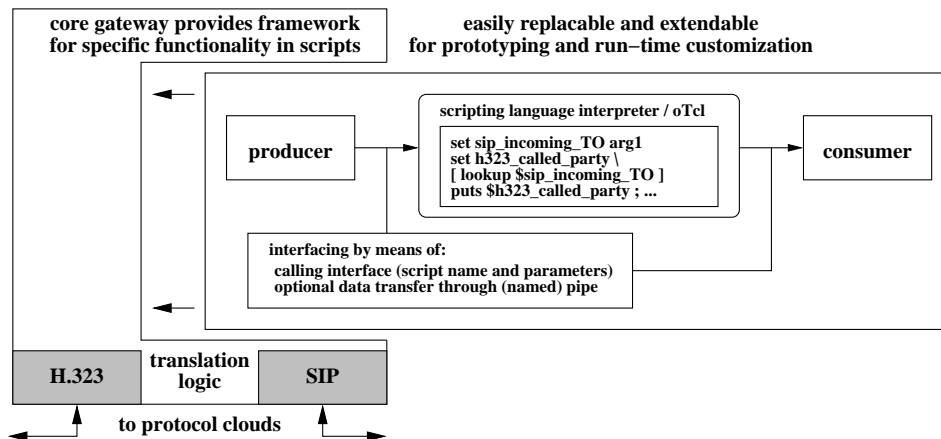 core gateway provides framework
for specific functionality in scripts
easily replacable and extendable
for prototyping and run−time customization
scripting language interpreter / oTcl
producer
set sip_incoming_TO arg1
set h323_called_party \
[ lookup $sip_incoming_TO ]
puts $h323_called_party ; ...
consumer
interfacing by means of:
calling interface (script name and parameters)
optional data transfer through (named) pipe
H.323
translation
logic
SIP
to protocol clouds